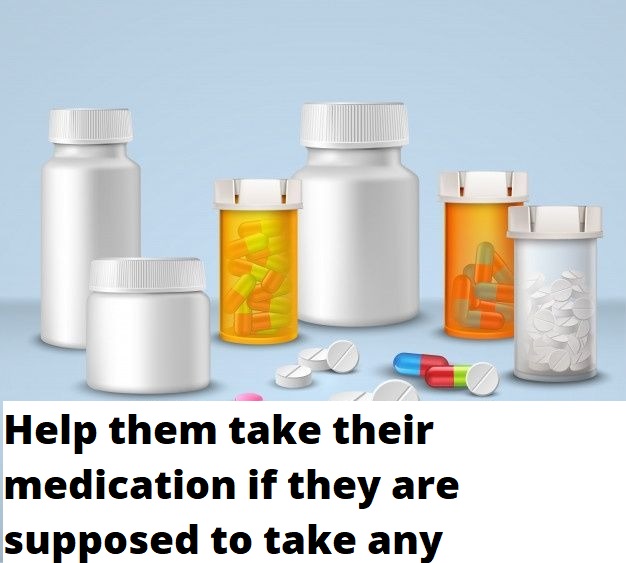 Help them take their
medication if they are
supposed to take any